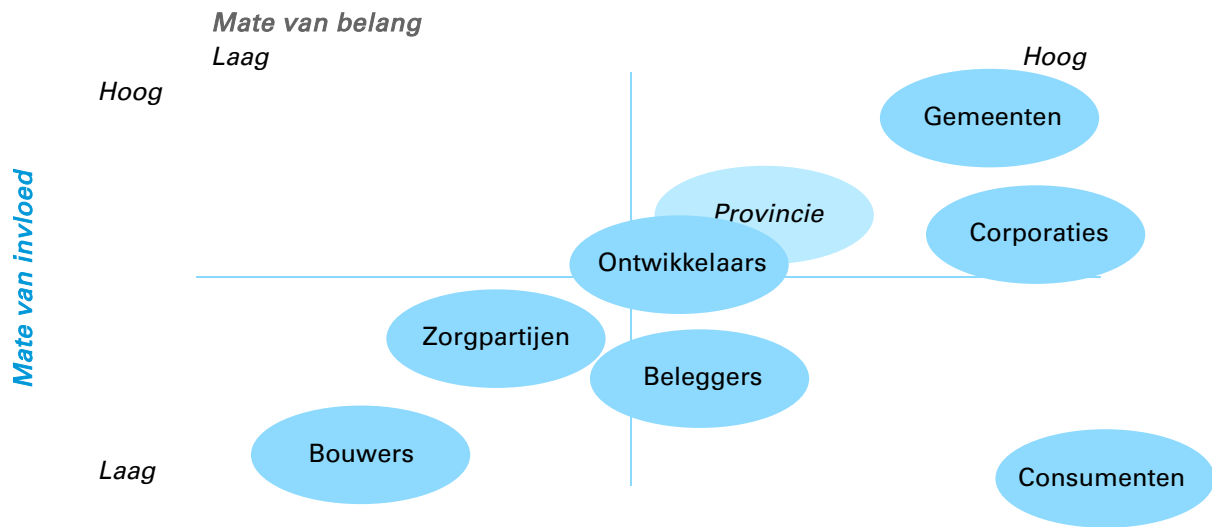 Mate van belang
Laag
Hoog
Hoog
Gemeenten
Mate van invloed
Provincie
Corporaties
Ontwikkelaars
Zorgpartijen
Beleggers
Bouwers
Laag
Consumenten